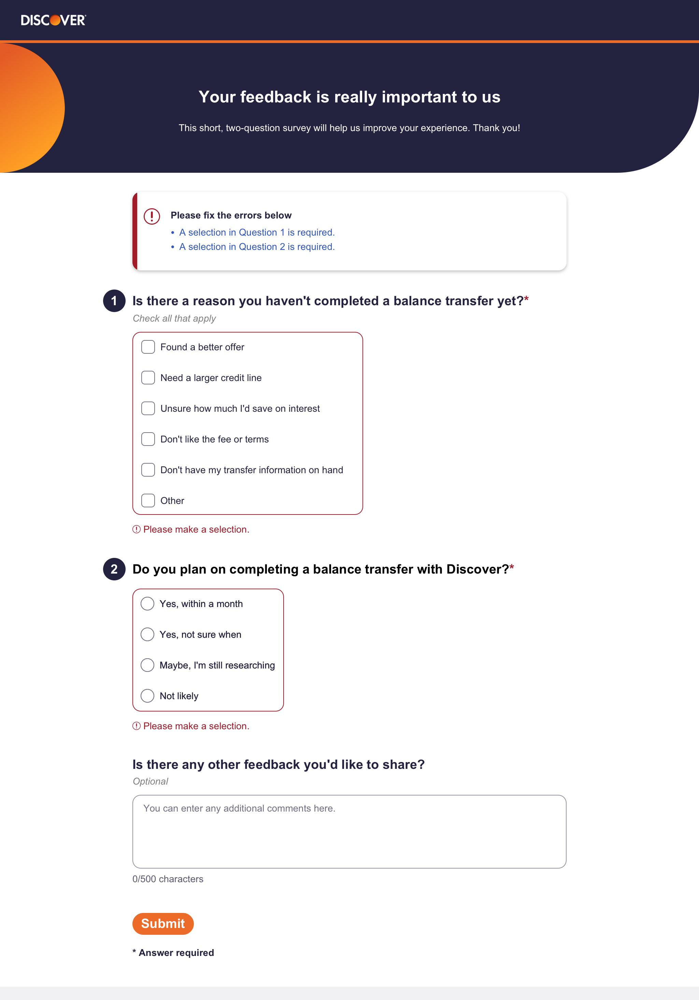 DISCOVER®
Your feedback is really important to us
This short, two-question survey will help us improve your experience. Thank you!
Please fix the errors below
• A selection in Question 1 is required.
• A selection in Question 2 is required.
1 Is there a reason you haven't completed a balance transfer yet?*
Check all that apply
Found a better offer
Need a larger credit line
Unsure how much I'd save on interest
Don't like the fee or terms
Don't have my transfer information on hand
Other
Please make a selection.
2 Do you plan on completing a balance transfer with Discover?*
Yes, within a month
Yes, not sure when
Maybe, I'm still researching
Not likely
Please make a selection.
Is there any other feedback you'd like to share?
Optional
You can enter any additional comments here.
0/500 characters
Submit
* Answer required